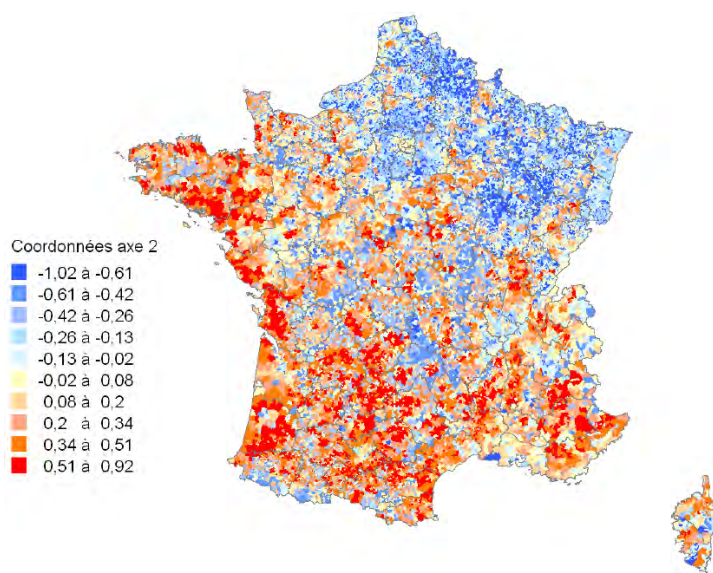 Coordonnées axe 2
-1,02 à -0,61
-0,61 à -0,42
-0,42 à -0,26
-0,26 à -0,13
-0,13 à -0,02
-0,02 à 0,08
0,08 à 0,2
0,2 à 0,34
0,34 à 0,51
0,51 à 0,92